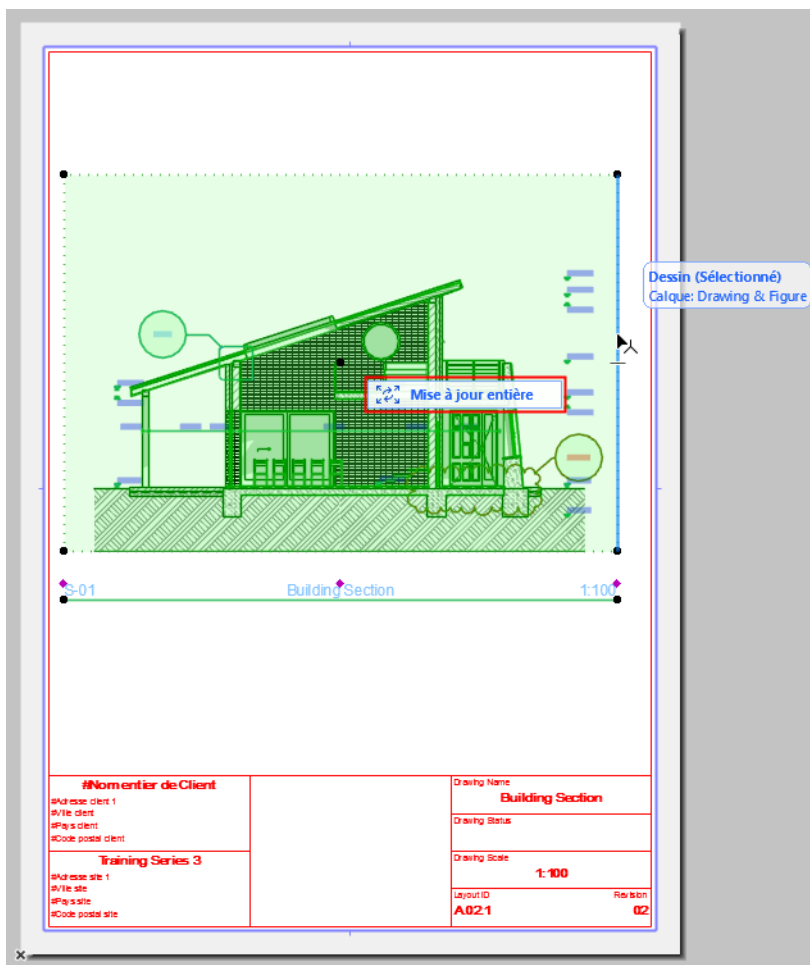 Dessin (Sélectionné)
Calque: Drawing & Figure
Mise à jour entière
S-01 Building Section 1:100
#Nom entier de Client
#Adresse client 1
#Ville client
#Pays client
#Code postal client
Training Series 3
#Adresse site 1
#Ville site
#Pays site
#Code postal site
Drawing Name
Building Section
Drawing Status
Drawing Scale
1:100
Layout ID Revision
A.02.1 02